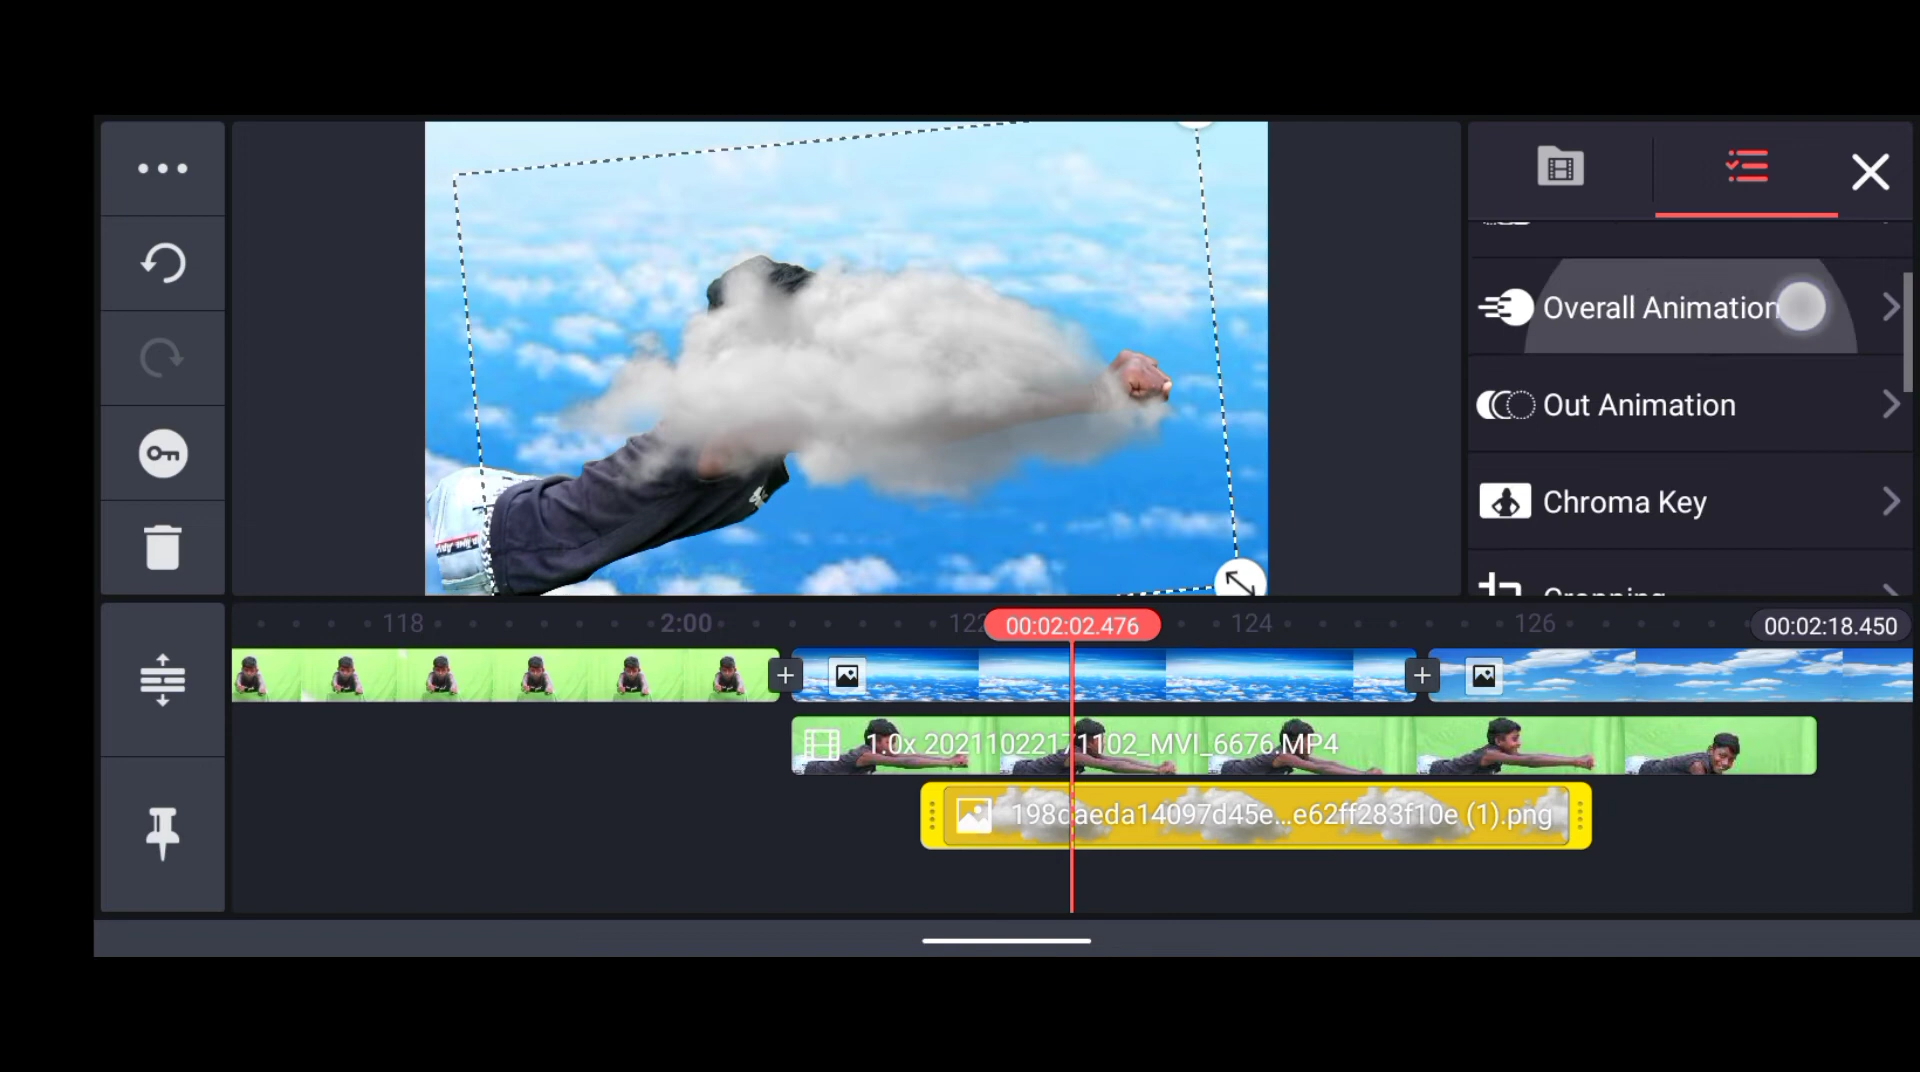 Overall Animation
Out Animation
Chroma Key
118
2:00
122
00:02:02.476
124
126
00:02:18.450
1.0x 20211022171102_MVI_6676.MP4
198caeda14097d45e...e62ff283f10e (1).png